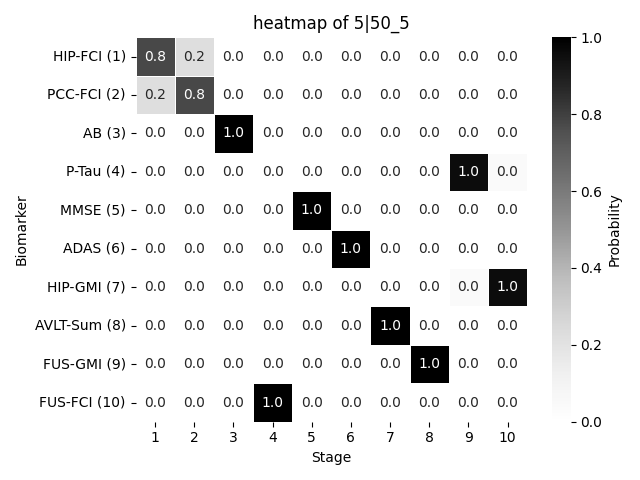 heatmap of 5|50_5
HIP-FCI (1) 0.8 0.2 0.0 0.0 0.0 0.0 0.0 0.0 0.0 0.0
PCC-FCI (2) 0.2 0.8 0.0 0.0 0.0 0.0 0.0 0.0 0.0 0.0
AB (3) 0.0 0.0 1.0 0.0 0.0 0.0 0.0 0.0 0.0 0.0
P-Tau (4) 0.0 0.0 0.0 0.0 0.0 0.0 0.0 0.0 1.0 0.0
MMSE (5) 0.0 0.0 0.0 0.0 1.0 0.0 0.0 0.0 0.0 0.0
ADAS (6) 0.0 0.0 0.0 0.0 0.0 1.0 0.0 0.0 0.0 0.0
HIP-GMI (7) 0.0 0.0 0.0 0.0 0.0 0.0 0.0 0.0 0.0 1.0
AVLT-Sum (8) 0.0 0.0 0.0 0.0 0.0 0.0 1.0 0.0 0.0 0.0
FUS-GMI (9) 0.0 0.0 0.0 0.0 0.0 0.0 0.0 1.0 0.0 0.0
FUS-FCI (10) 0.0 0.0 0.0 1.0 0.0 0.0 0.0 0.0 0.0 0.0
1 2 3 4 5 6 7 8 9 10
Stage
Biomarker
1.0
0.8
0.6
0.4
0.2
0.0
Probability